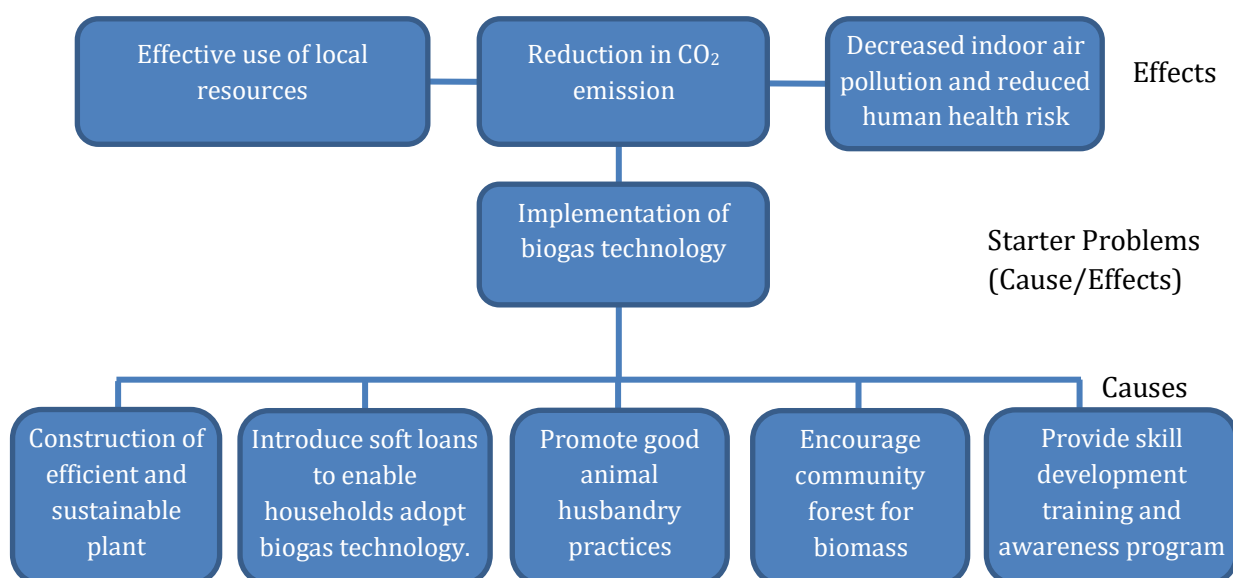 Effective use of local
resources
Reduction in CO₂
emission
Decreased indoor air
pollution and reduced
human health risk
Effects
Implementation of
biogas technology
Starter Problems
(Cause/Effects)
Causes
Construction of
efficient and
sustainable
plant
Introduce soft loans
to enable
households adopt
biogas technology.
Promote good
animal
husbandry
practices
Encourage
community
forest for
biomass
Provide skill
development
training and
awareness program